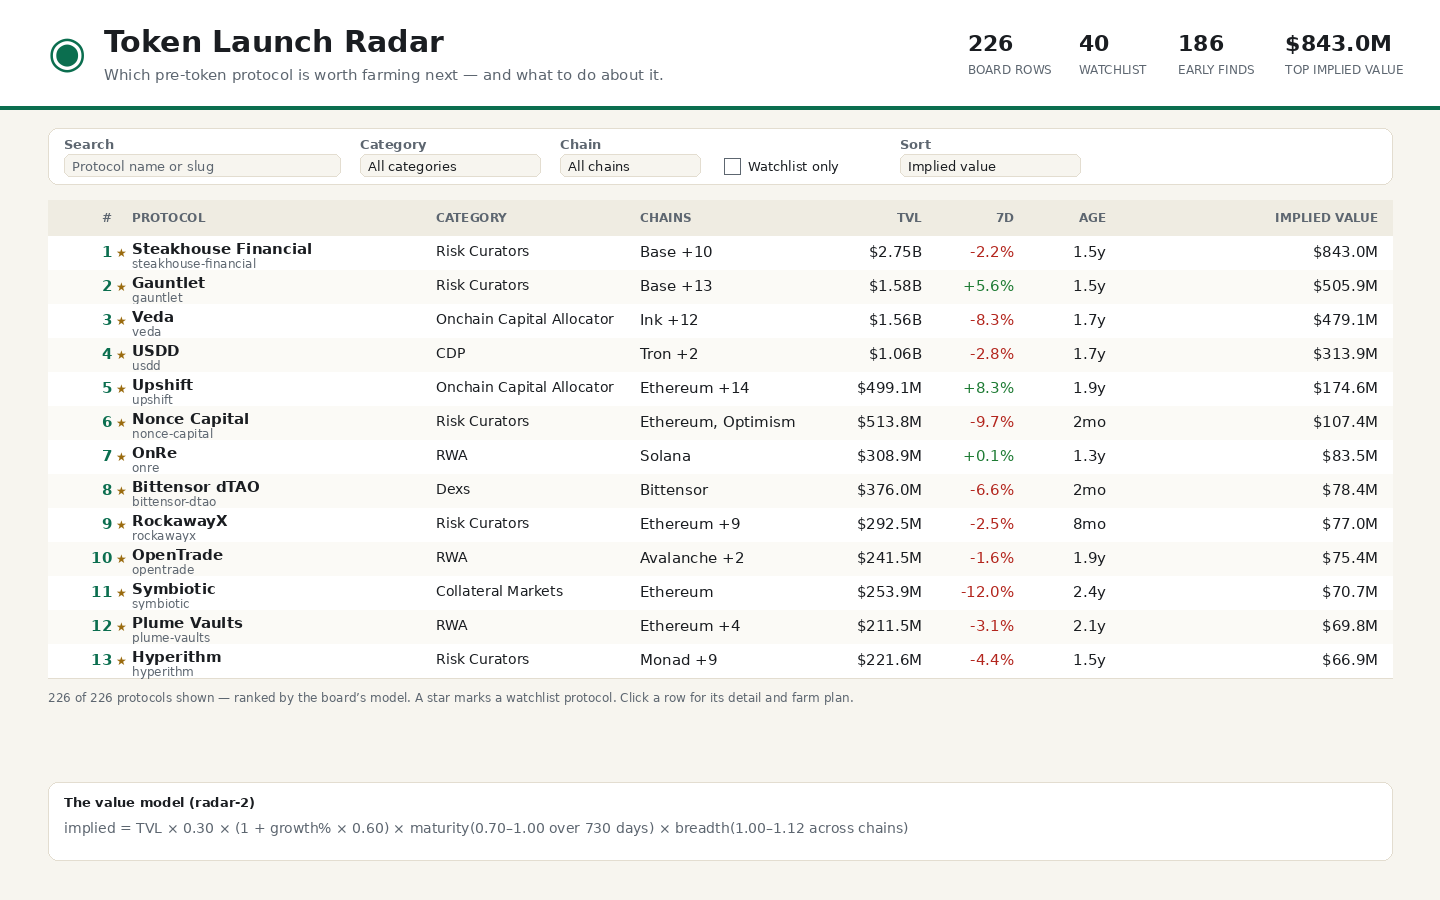 Token Launch Radar
Which pre-token protocol is worth farming next — and what to do about it.
226 40 186 $843.0M
BOARD ROWS WATCHLIST EARLY FINDS TOP IMPLIED VALUE
Search Category Chain Sort
Protocol name or slug All categories All chains Watchlist only Implied value
# PROTOCOL CATEGORY CHAINS TVL 7D AGE IMPLIED VALUE
1 ★ Steakhouse Financial Risk Curators Base +10 $2.75B -2.2% 1.5y $843.0M
steakhouse-financial
2 ★ Gauntlet Risk Curators Base +13 $1.58B +5.6% 1.5y $505.9M
gauntlet
3 ★ Veda Onchain Capital Allocator Ink +12 $1.56B -8.3% 1.7y $479.1M
veda
4 ★ USDD CDP Tron +2 $1.06B -2.8% 1.7y $313.9M
usdd
5 ★ Upshift Onchain Capital Allocator Ethereum +14 $499.1M +8.3% 1.9y $174.6M
upshift
6 ★ Nonce Capital Risk Curators Ethereum, Optimism $513.8M -9.7% 2mo $107.4M
nonce-capital
7 ★ OnRe RWA Solana $308.9M +0.1% 1.3y $83.5M
onre
8 ★ Bittensor dTAO Dexs Bittensor $376.0M -6.6% 2mo $78.4M
bittensor-dtao
9 ★ RockawayX Risk Curators Ethereum +9 $292.5M -2.5% 8mo $77.0M
rockawayx
10 ★ OpenTrade RWA Avalanche +2 $241.5M -1.6% 1.9y $75.4M
opentrade
11 ★ Symbiotic Collateral Markets Ethereum $253.9M -12.0% 2.4y $70.7M
symbiotic
12 ★ Plume Vaults RWA Ethereum +4 $211.5M -3.1% 2.1y $69.8M
plume-vaults
13 ★ Hyperithm Risk Curators Monad +9 $221.6M -4.4% 1.5y $66.9M
hyperithm
226 of 226 protocols shown — ranked by the board’s model. A star marks a watchlist protocol. Click a row for its detail and farm plan.
The value model (radar-2)
implied = TVL × 0.30 × (1 + growth% × 0.60) × maturity(0.70–1.00 over 730 days) × breadth(1.00–1.12 across chains)